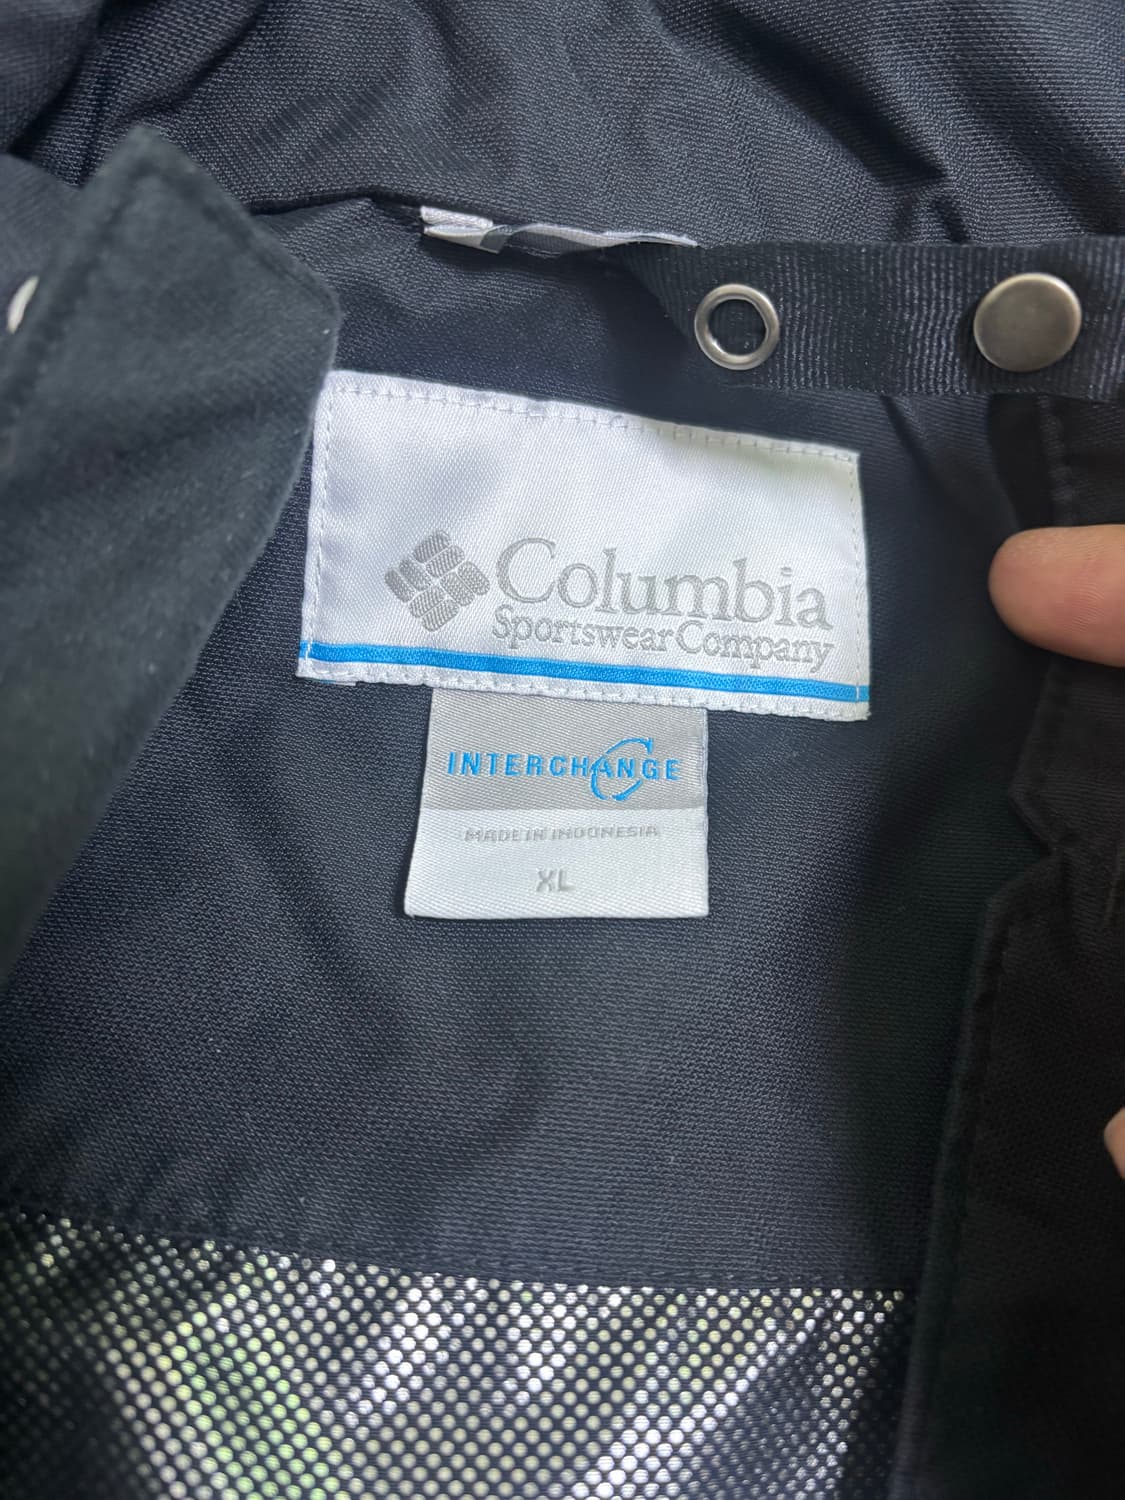 Columbia
Sportswear Company
INTERCHANGE
MADE IN INDONESIA
XL